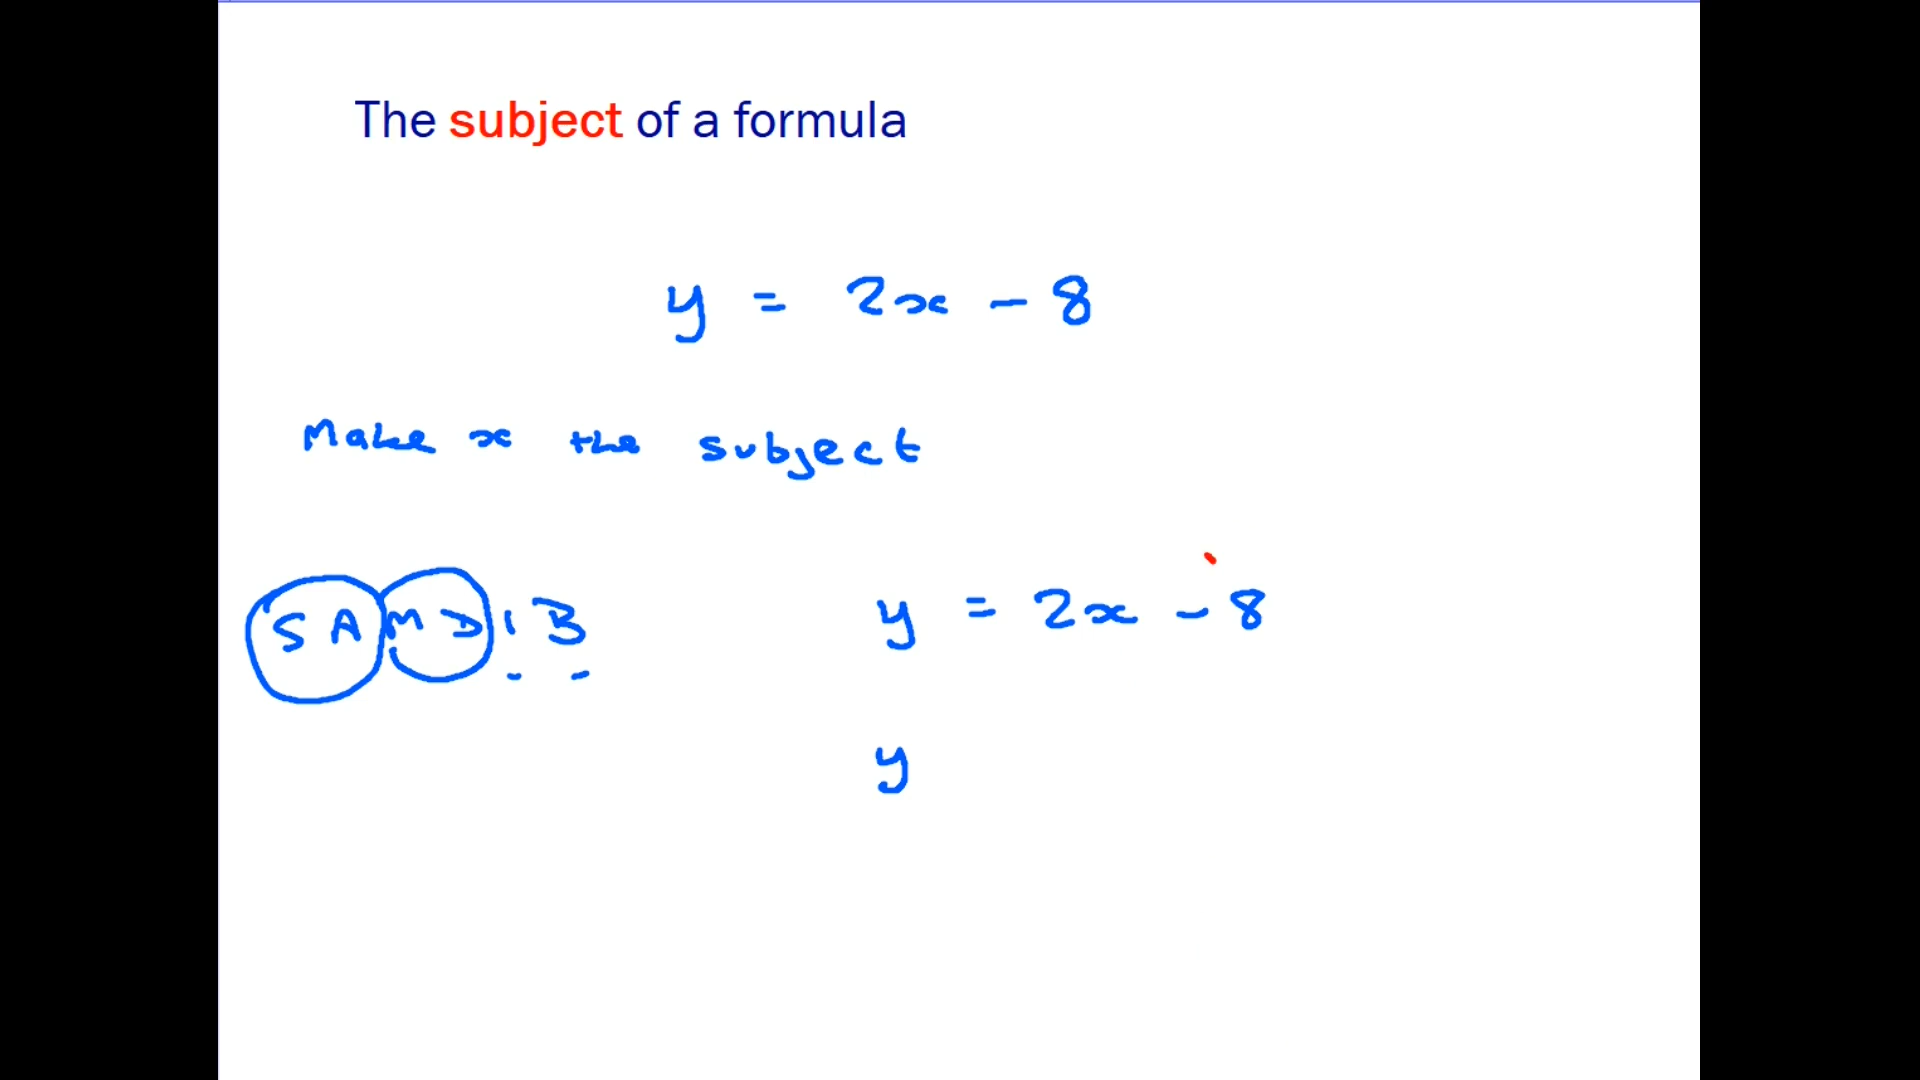 The subject of a formula
y = 2x - 8
Make x the subject
SAMDIB
y = 2x - 8
y